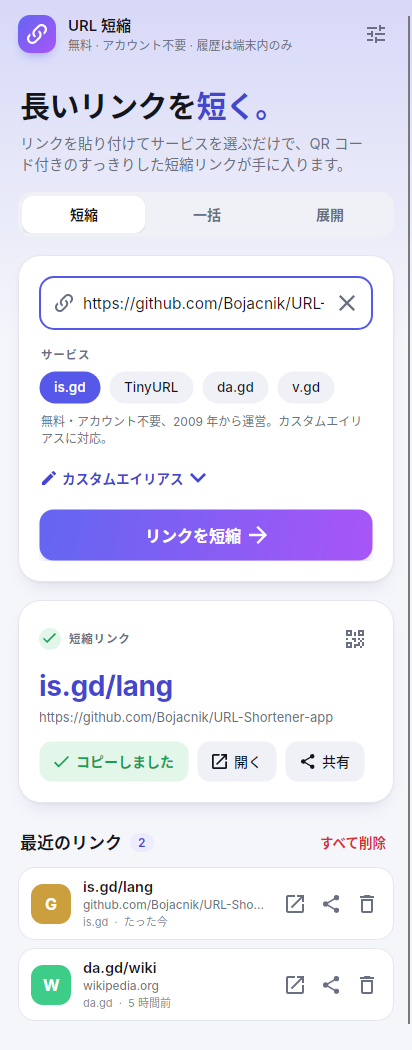 URL 短縮
無料 · アカウント不要 · 履歴は端末内のみ
長いリンクを短く。
リンクを貼り付けてサービスを選ぶだけで、QR コー
ド付きのすっきりした短縮リンクが手に入ります。
短縮
一括
展開
https://github.com/Bojacnik/URL-
サービス
is.gd
TinyURL
da.gd
v.gd
無料・アカウント不要、2009 年から運営。カスタムエイリ
アスに対応。
カスタムエイリアス
リンクを短縮
短縮リンク
is.gd/lang
https://github.com/Bojacnik/URL-Shortener-app
コピーしました
開く
共有
最近のリンク 2
すべて削除
G
is.gd/lang
github.com/Bojacnik/URL-Sho...
is.gd · たった今
W
da.gd/wiki
wikipedia.org
da.gd · 5 時間前